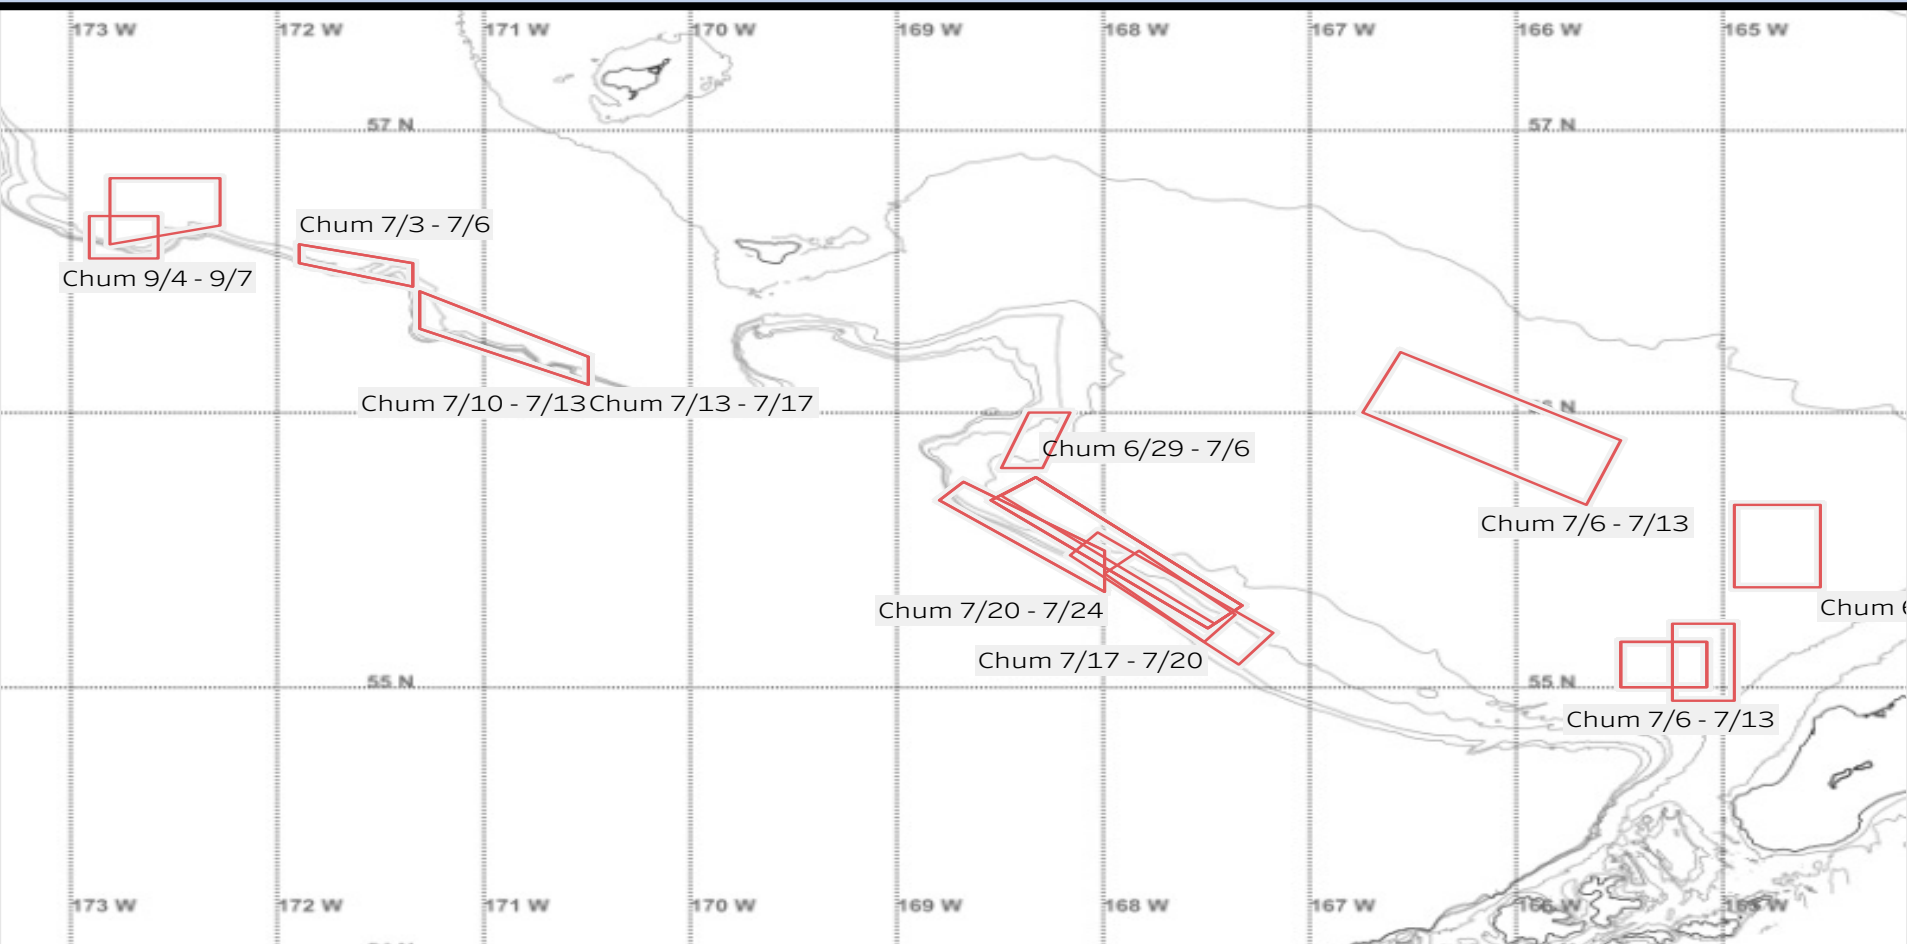 173 W 172 W 171 W 170 W 169 W 168 W 167 W 166 W 165 W
57 N 57 N
Chum 7/3 - 7/6
Chum 9/4 - 9/7
Chum 7/10 - 7/13 Chum 7/13 - 7/17
N
Chum 6/29 - 7/6
Chum 7/6 - 7/13
Chum 7/20 - 7/24
Chum
Chum 7/17 - 7/20
55 N 55 N
Chum 7/6 - 7/13
173 W 172 W 171 W 170 W 169 W 168 W 167 W 166 W 165 W